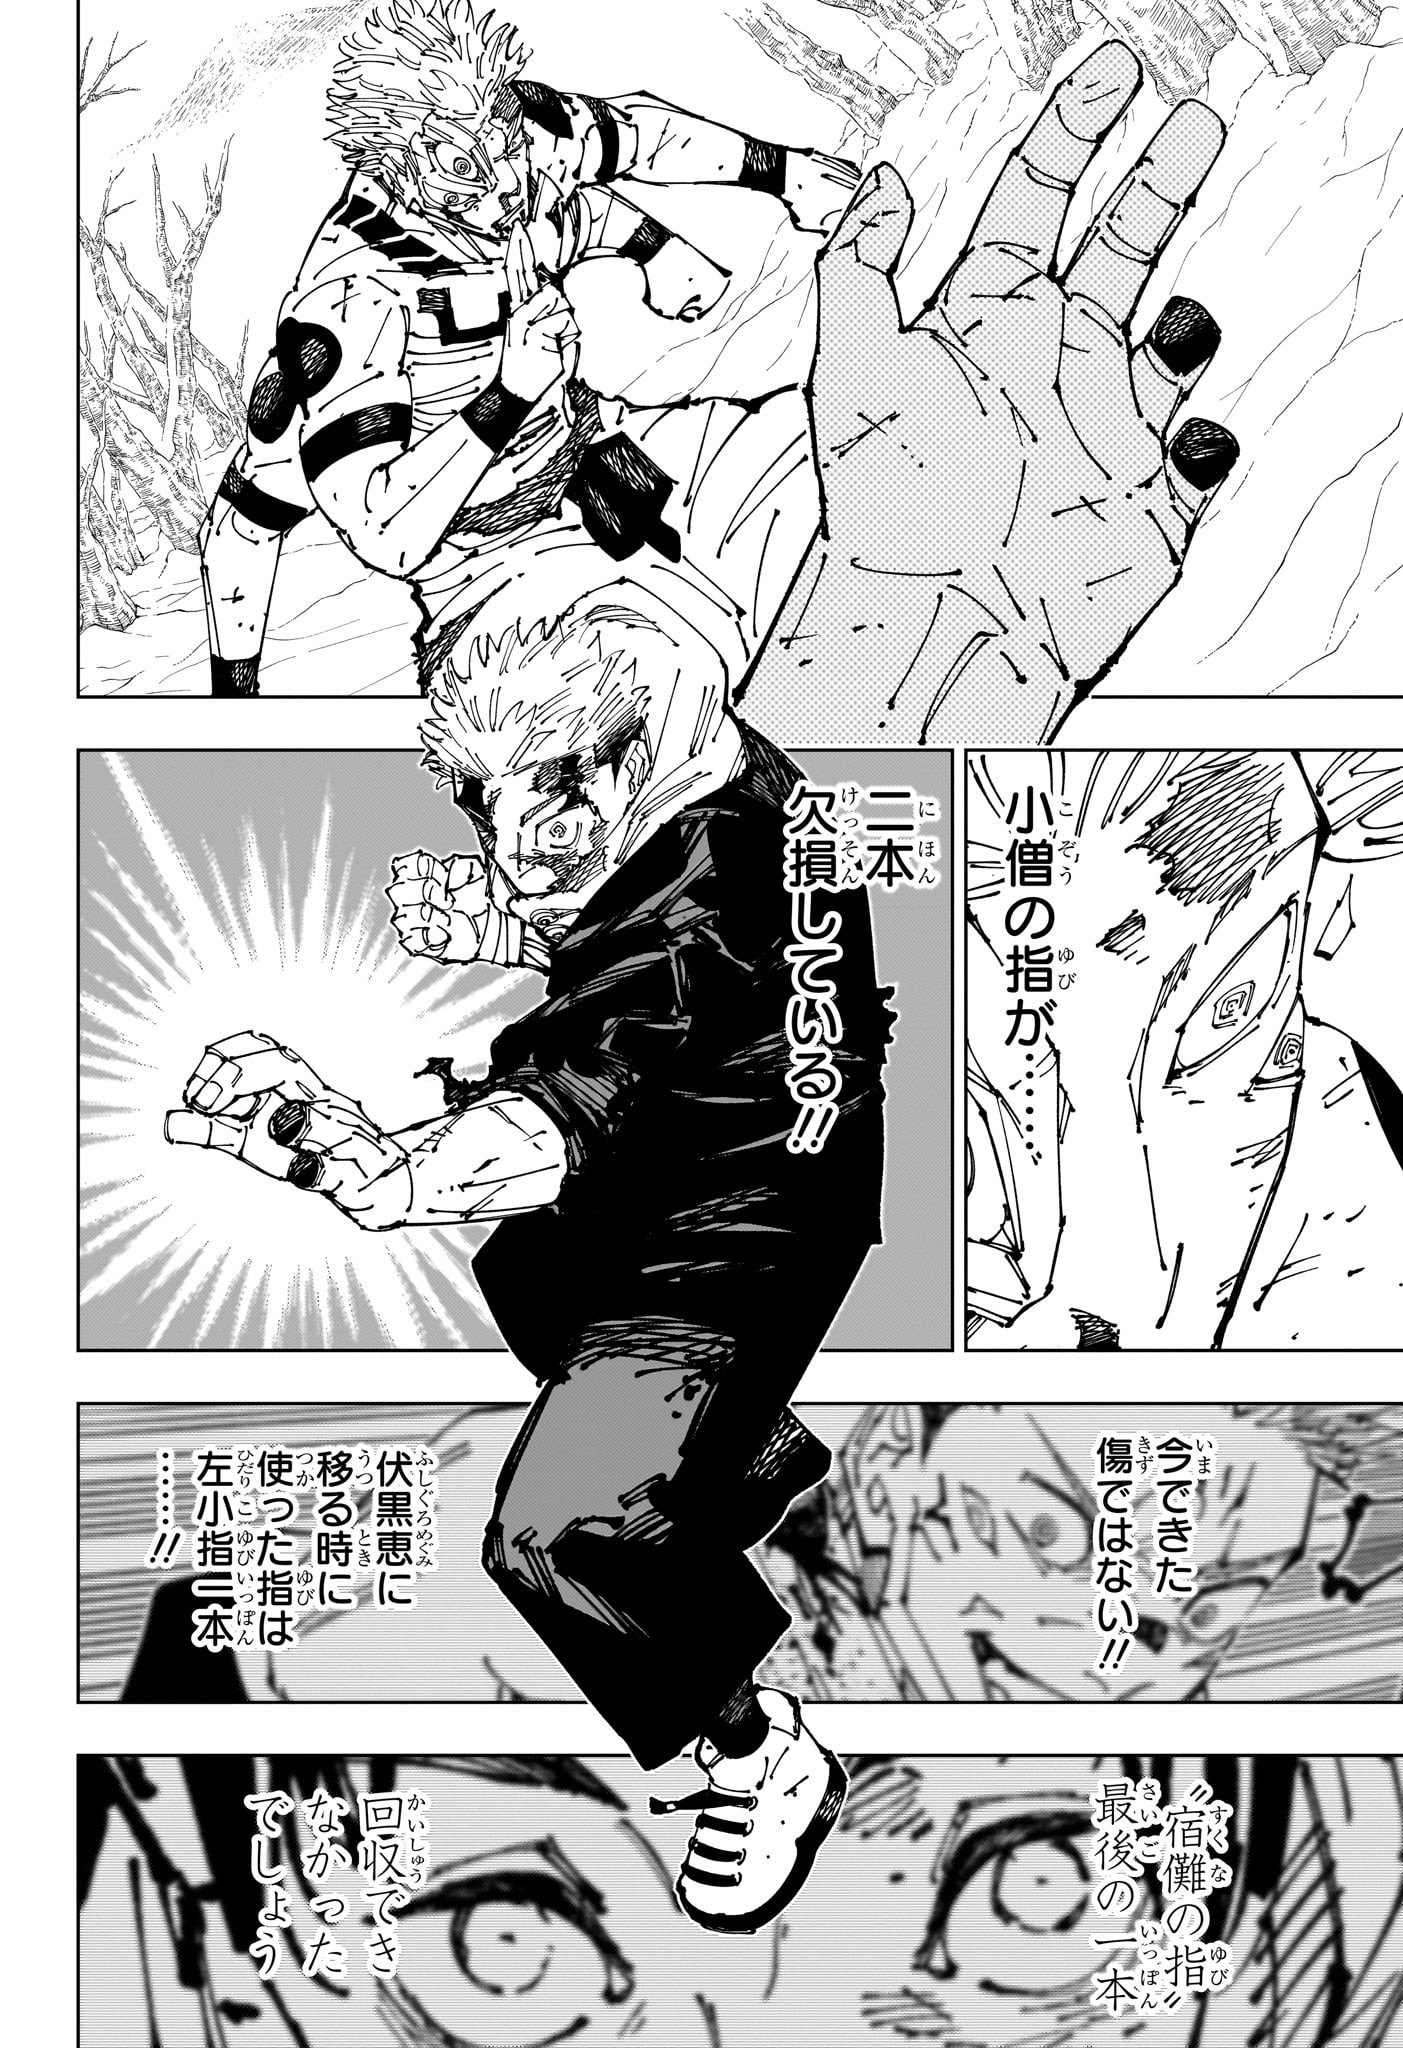 小僧の指が……
二本
欠損している!!
今できた
傷ではない!!
伏黒恵に
移る時に
使った指は
左小指一本
……!!
〝宿儺の指〟
最後の一本
回収でき
なかった
でしょう